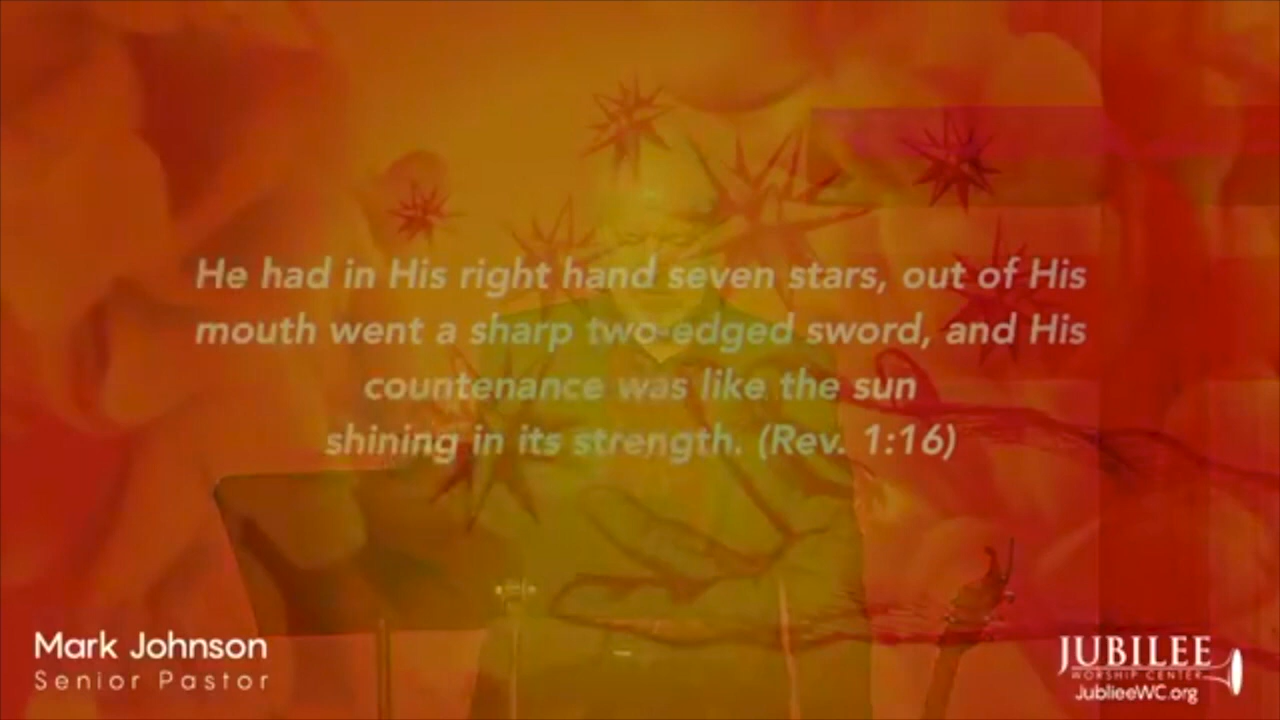 He had in His right hand seven stars, out of His
mouth went a sharp two-edged sword, and His
countenance was like the sun
shining in its strength. (Rev. 1:16)
Mark Johnson
Senior Pastor
JUBILEE
WORSHIP CENTER
JublieeWC.org